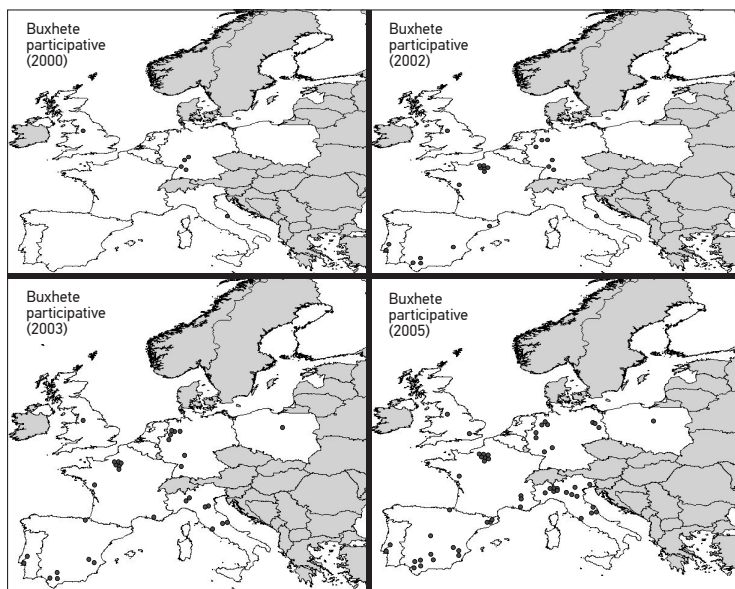 Buxhete
participative
(2000)
Buxhete
participative
(2002)
Buxhete
participative
(2003)
Buxhete
participative
(2005)